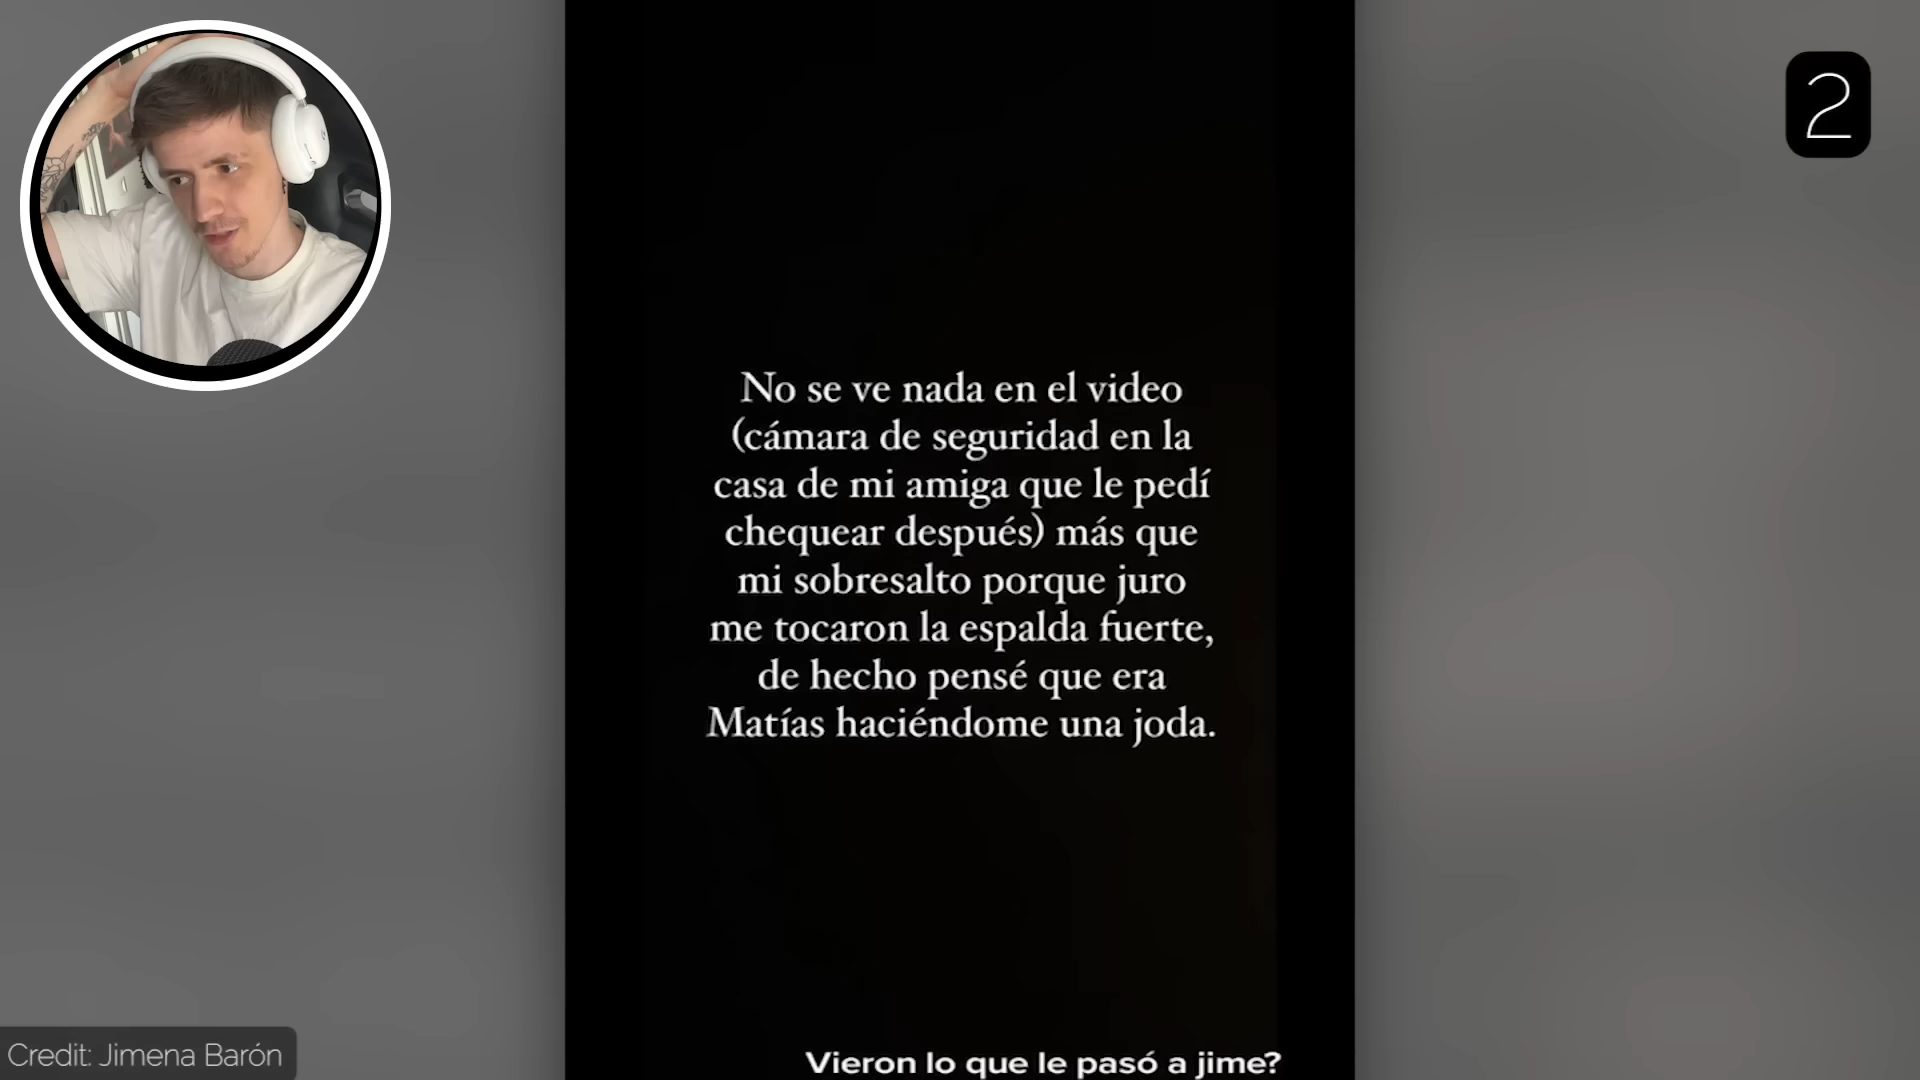 2
No se ve nada en el video
(cámara de seguridad en la
casa de mi amiga que le pedí
chequear después) más que
mi sobresalto porque juro
me tocaron la espalda fuerte,
de hecho pensé que era
Matías haciéndome una joda.
Credit: Jimena Barón
Vieron lo que le pasó a jime?